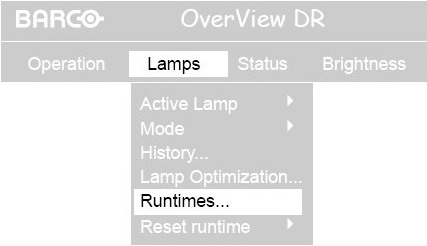 BARCO OverView DR
Operation Lamps Status Brightness
Active Lamp
Mode
History...
Lamp Optimization...
Runtimes...
Reset runtime